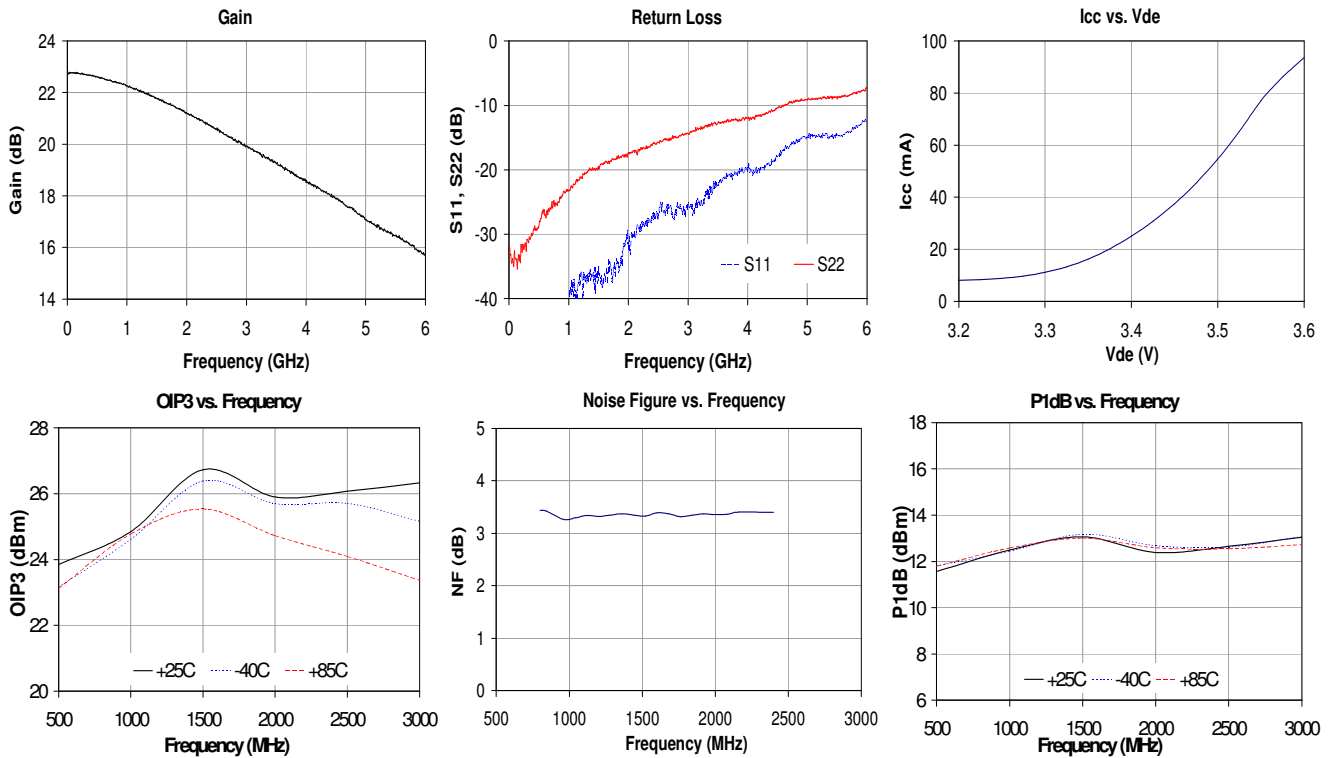 Gain
24
22
20
18
16
14
Gain (dB)
0 1 2 3 4 5 6
Frequency (GHz)
Return Loss
0
-10
-20
-30
-40
S11, S22 (dB)
S11 S22
0 1 2 3 4 5 6
Frequency (GHz)
Icc vs. Vde
100
80
60
40
20
0
Icc (mA)
3.2 3.3 3.4 3.5 3.6
Vde (V)
OIP3 vs. Frequency
28
26
24
22
20
OIP3 (dBm)
+25C -40C +85C
500 1000 1500 2000 2500 3000
Frequency (MHz)
Noise Figure vs. Frequency
5
4
3
2
1
0
NF (dB)
500 1000 1500 2000 2500 3000
Frequency (MHz)
P1dB vs. Frequency
18
16
14
12
10
8
6
P1dB (dBm)
+25C -40C +85C
500 1000 1500 2000 2500 3000
Frequency (MHz)